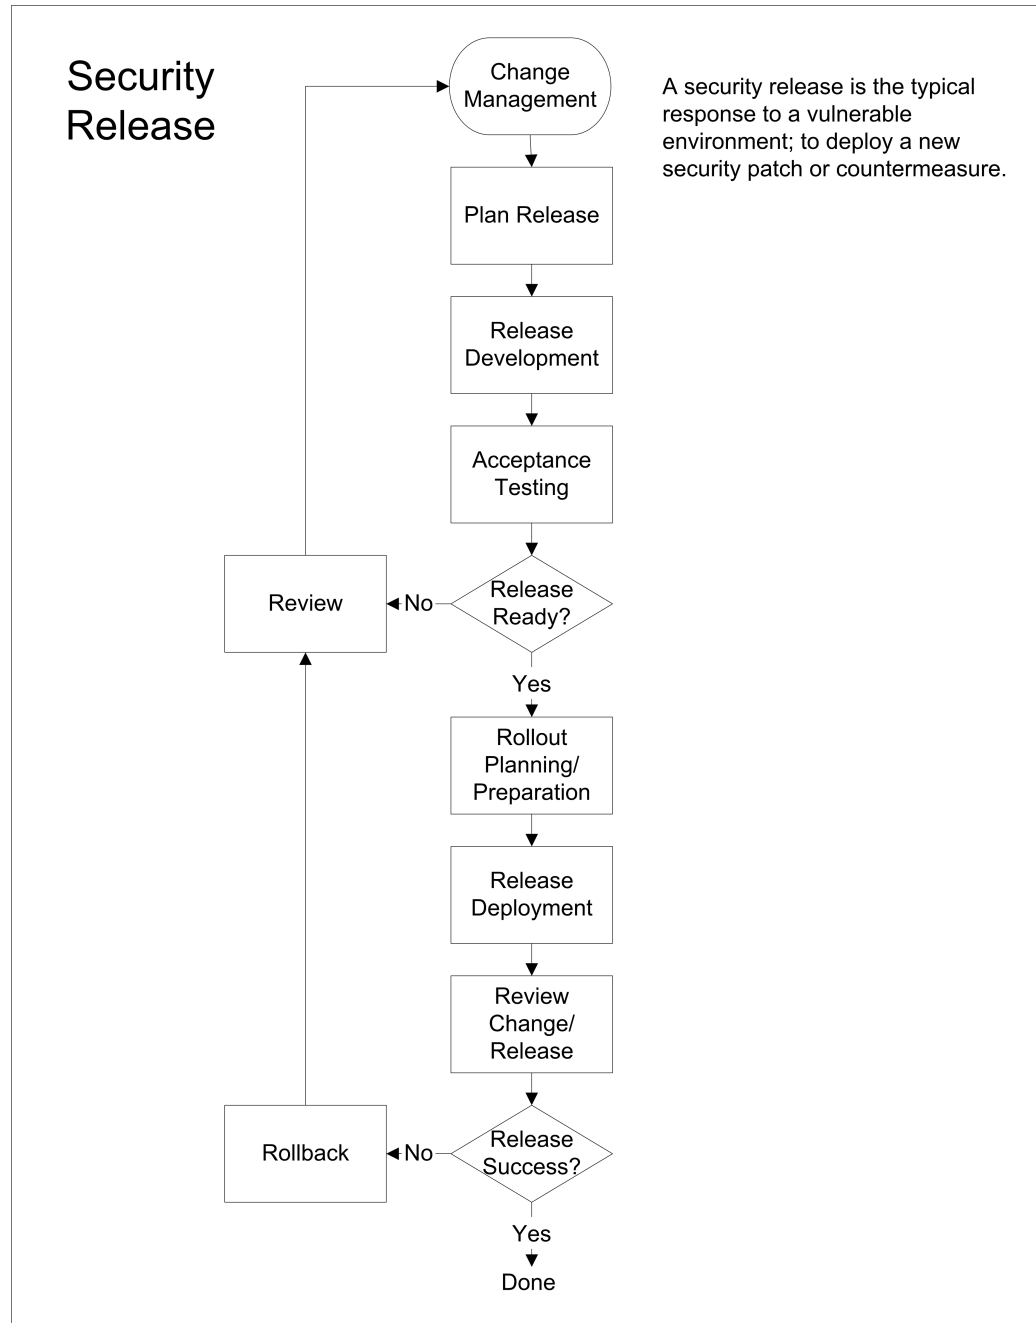 Security
Release
Change
Management
A security release is the typical
response to a vulnerable
environment; to deploy a new
security patch or countermeasure.
Plan Release
Release
Development
Acceptance
Testing
Release
Ready?
No
Review
Yes
Rollout
Planning/
Preparation
Release
Deployment
Review
Change/
Release
Release
Success?
No
Rollback
Yes
Done